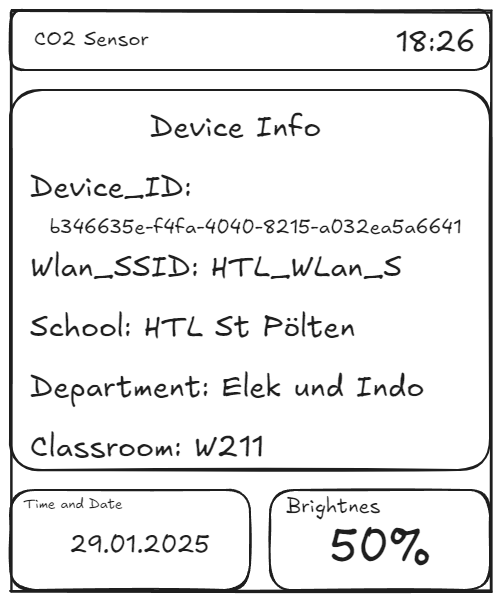 CO2 Sensor
18:26
Device Info
Device_ID:
b346635e-f4fa-4040-8215-a032ea5a6641
Wlan_SSID: HTL_WLan_S
School: HTL St Pölten
Department: Elek und Indo
Classroom: W211
Time and Date
29.01.2025
Brightnes
50%